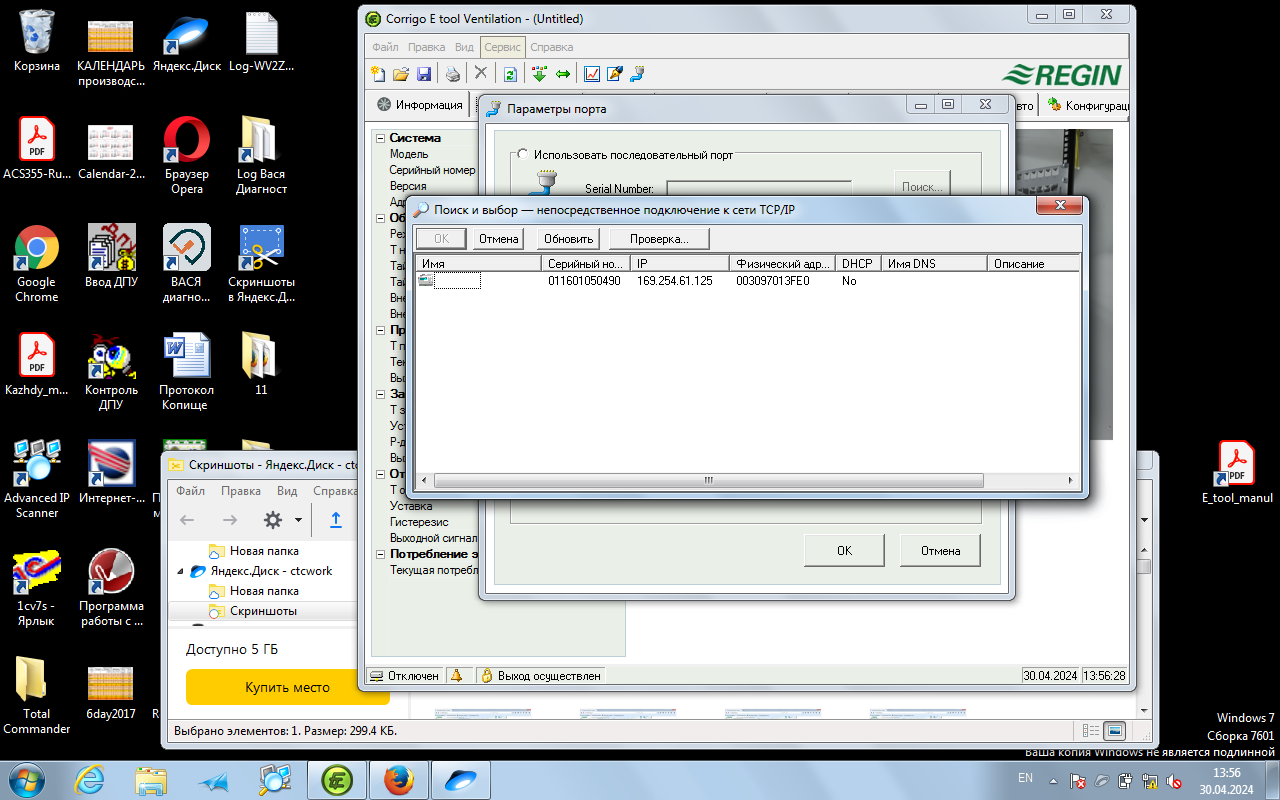 Корзина
КАЛЕНДАРЬ производс...
Яндекс.Диск
Log-WV2Z...
ACS355-Ru...
Calendar-2...
Браузер Opera
Log Вася Диагност
Google Chrome
Ввод ДПУ
ВАСЯ диагно...
Скриншоты в Яндекс.Д...
Kazhdy_m...
Контроль ДПУ
Протокол Копище
11
Advanced IP Scanner
Интернет-...
1cv7s - Ярлык
Программа работы с ...
Total Commander
6day2017
E_tool_manul
Corrigo E tool Ventilation - (Untitled)
Файл Правка Вид Сервис Справка
REGIN
Информация
Конфигурац
Система
Модель
Серийный номер
Версия
Уставка
Гистерезис
Выходной сигнал
Потребление э
Текущая потребл
Параметры порта
Использовать последовательный порт
Serial Number:
Поиск...
OK
Отмена
Поиск и выбор — непосредственное подключение к сети TCP/IP
OK Отмена Обновить Проверка...
Имя Серийный но... IP Физический адр... DHCP Имя DNS Описание
011601050490 169.254.61.125 003097013FE0 No
Отключен
Выход осуществлен
30.04.2024 13:56:28
Скриншоты - Яндекс.Диск - ctc
Файл Правка Вид Справка
Новая папка
Яндекс.Диск - ctcwork
Новая папка
Скриншоты
Доступно 5 ГБ
Купить место
Выбрано элементов: 1. Размер: 299.4 КБ.
Windows 7
Сборка 7601
Ваша копия Windows не является подлинной
EN
13:56
30.04.2024